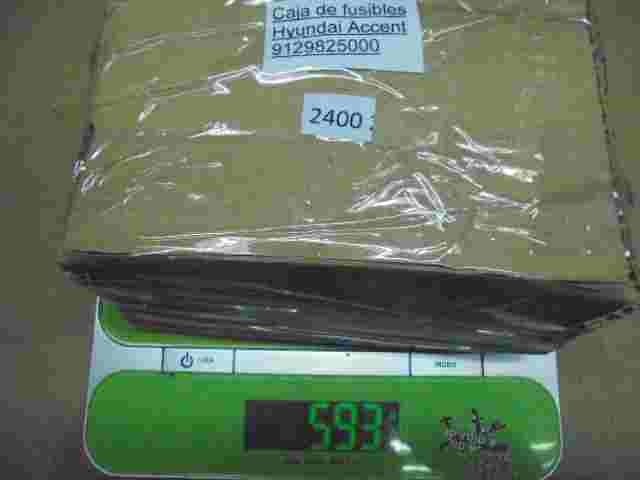 Caja de fusibles
Hyundai Accent
9129825000
2400
593